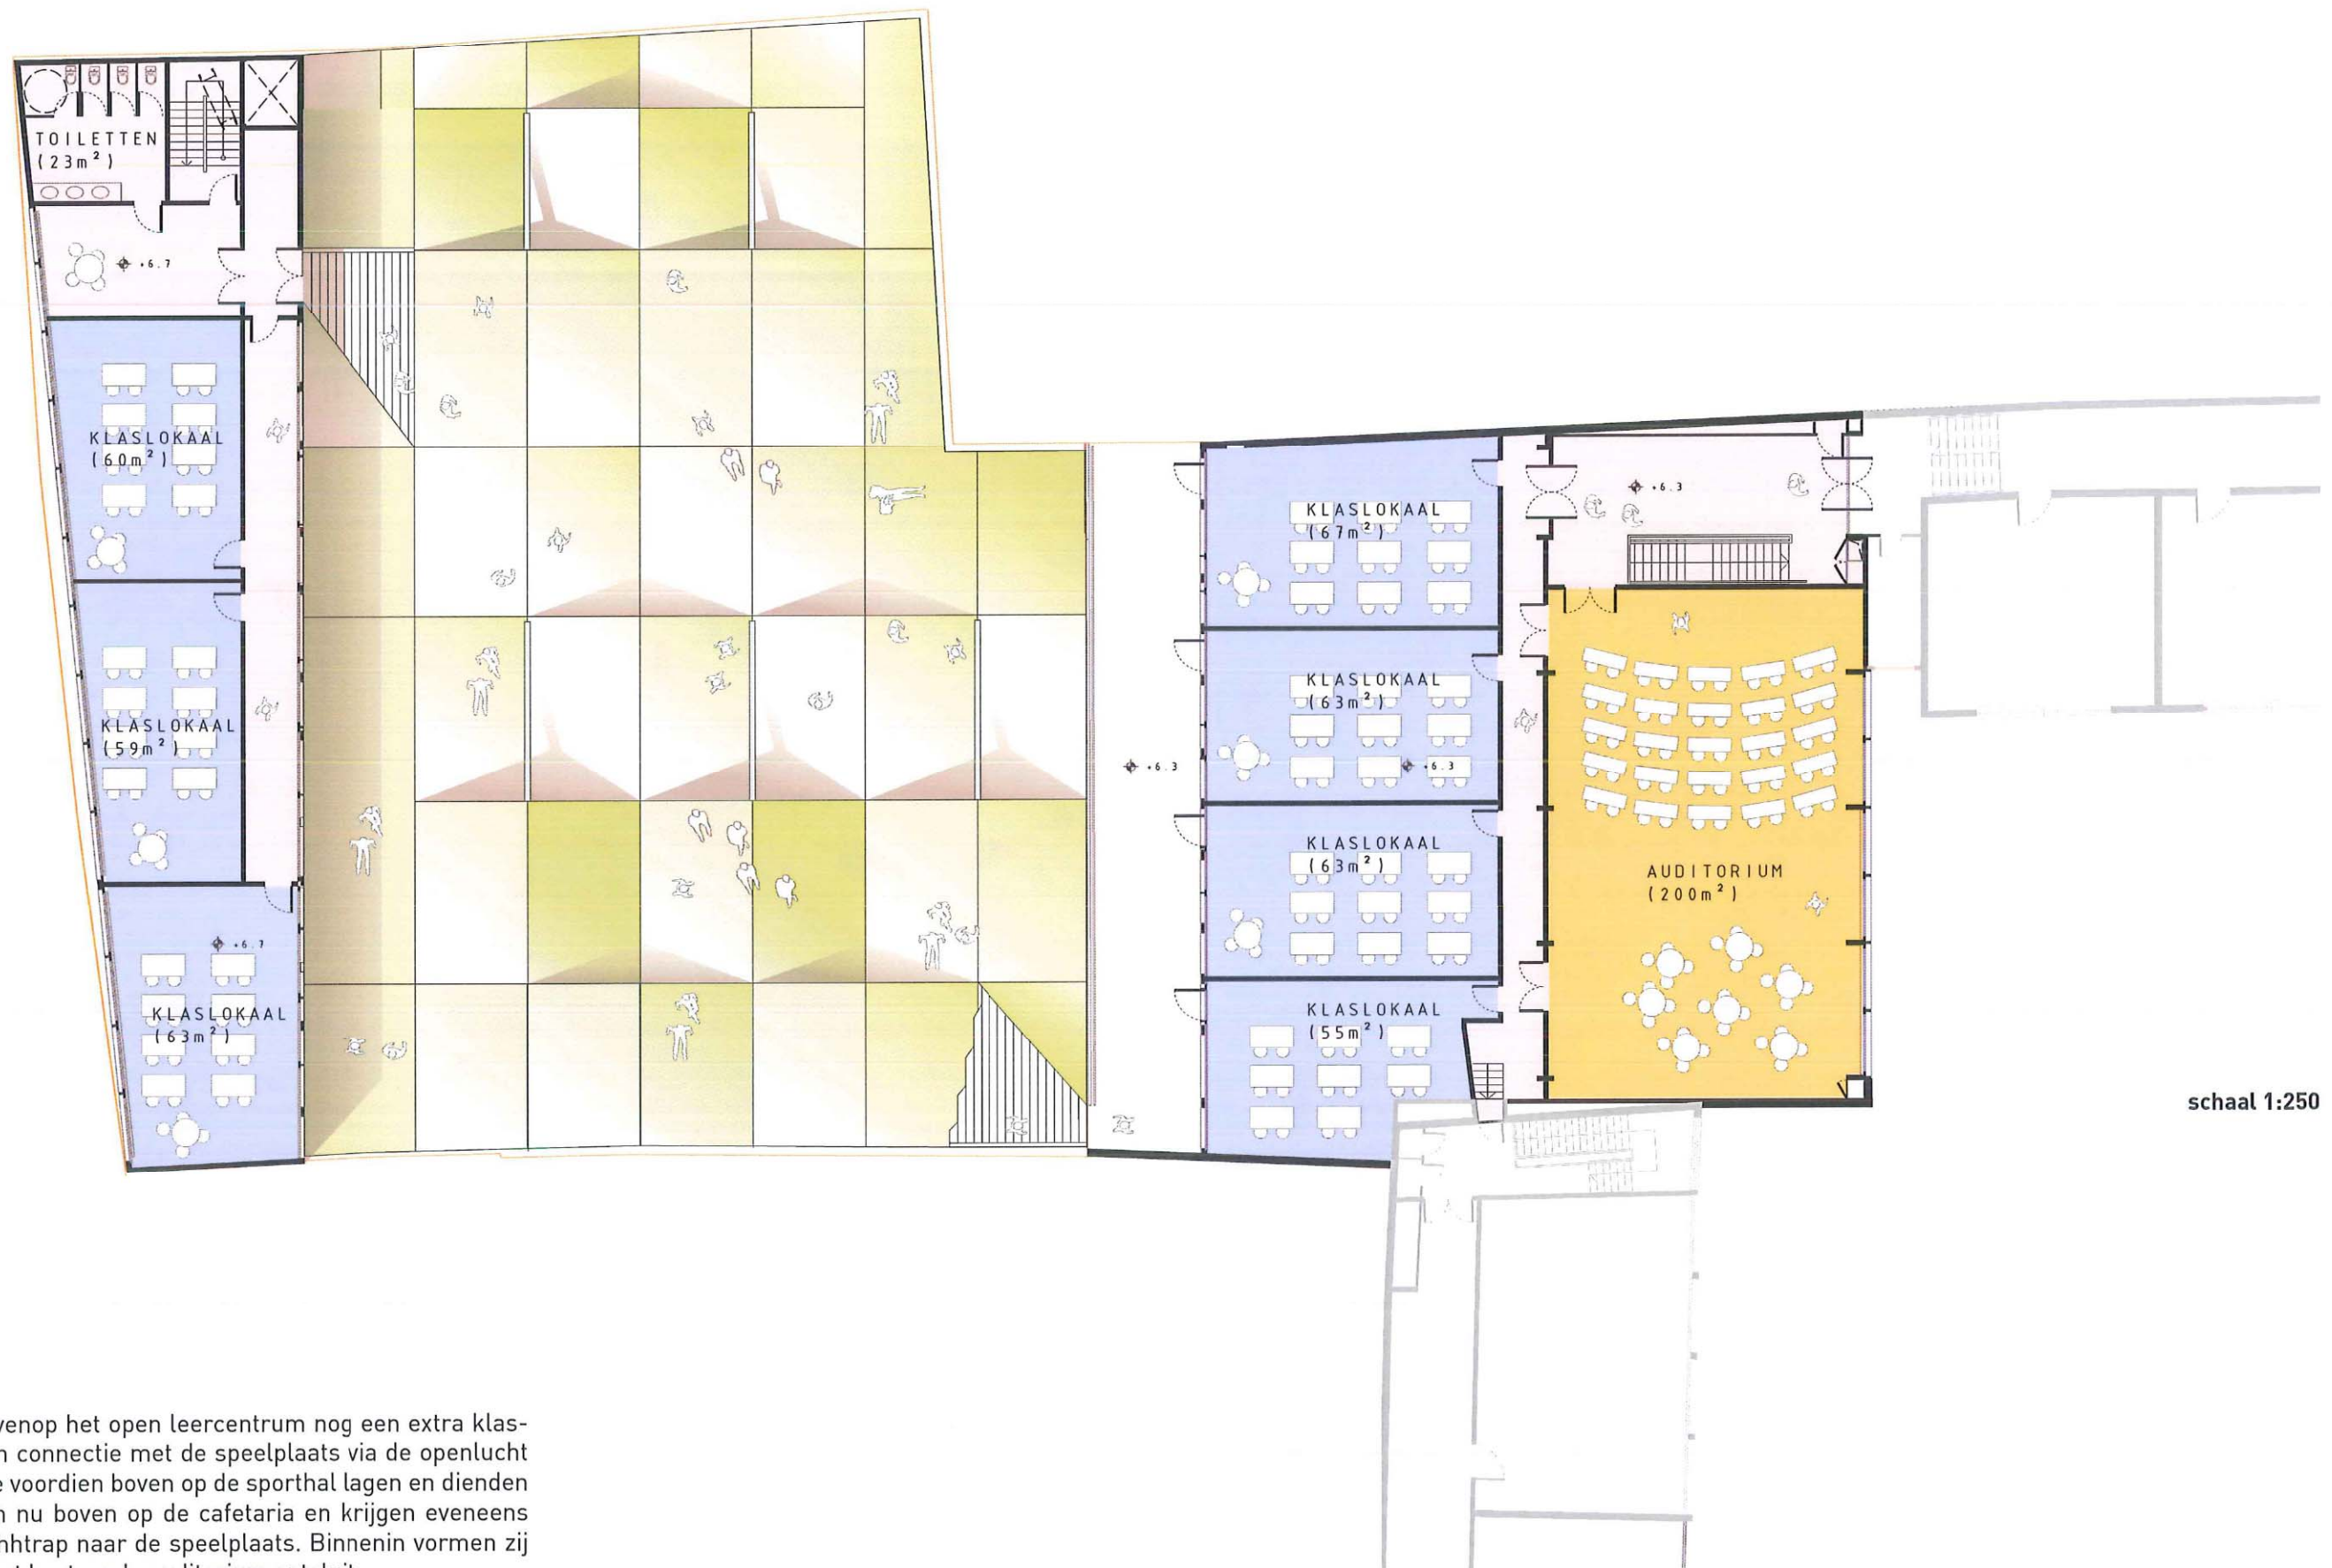 TOILETTEN
(23m²)
+6.7
KLASLOKAAL
(60m²)
KLASLOKAAL
(59m²)
+6.7
KLASLOKAAL
(63m²)
+6.3
KLASLOKAAL
(67m²)
KLASLOKAAL
(63m²)
+6.3
KLASLOKAAL
(63m²)
KLASLOKAAL
(55m²)
+6.3
AUDITORIUM
(200m²)
schaal 1:250
venop het open leercentrum nog een extra klas-
n connectie met de speelplaats via de openlucht
e voordien boven op de sporthal lagen en dienden
n nu boven op de cafetaria en krijgen eveneens
nhtrap naar de speelplaats. Binnenin vormen zij